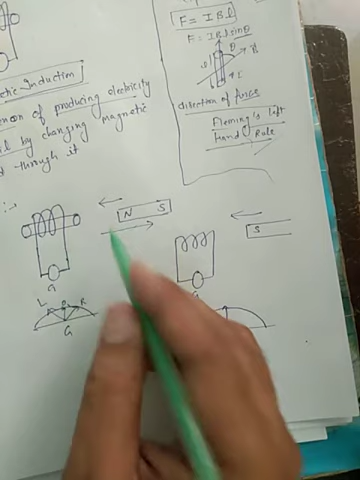 F = IBl
F = IBl sinθ
θ
B
l
I
direction of force
Fleming's left
Hand Rule
etic Induction
non of producing electricity
il by changing magnetic
d through it
:-
N S
S
G
G
L O R
G